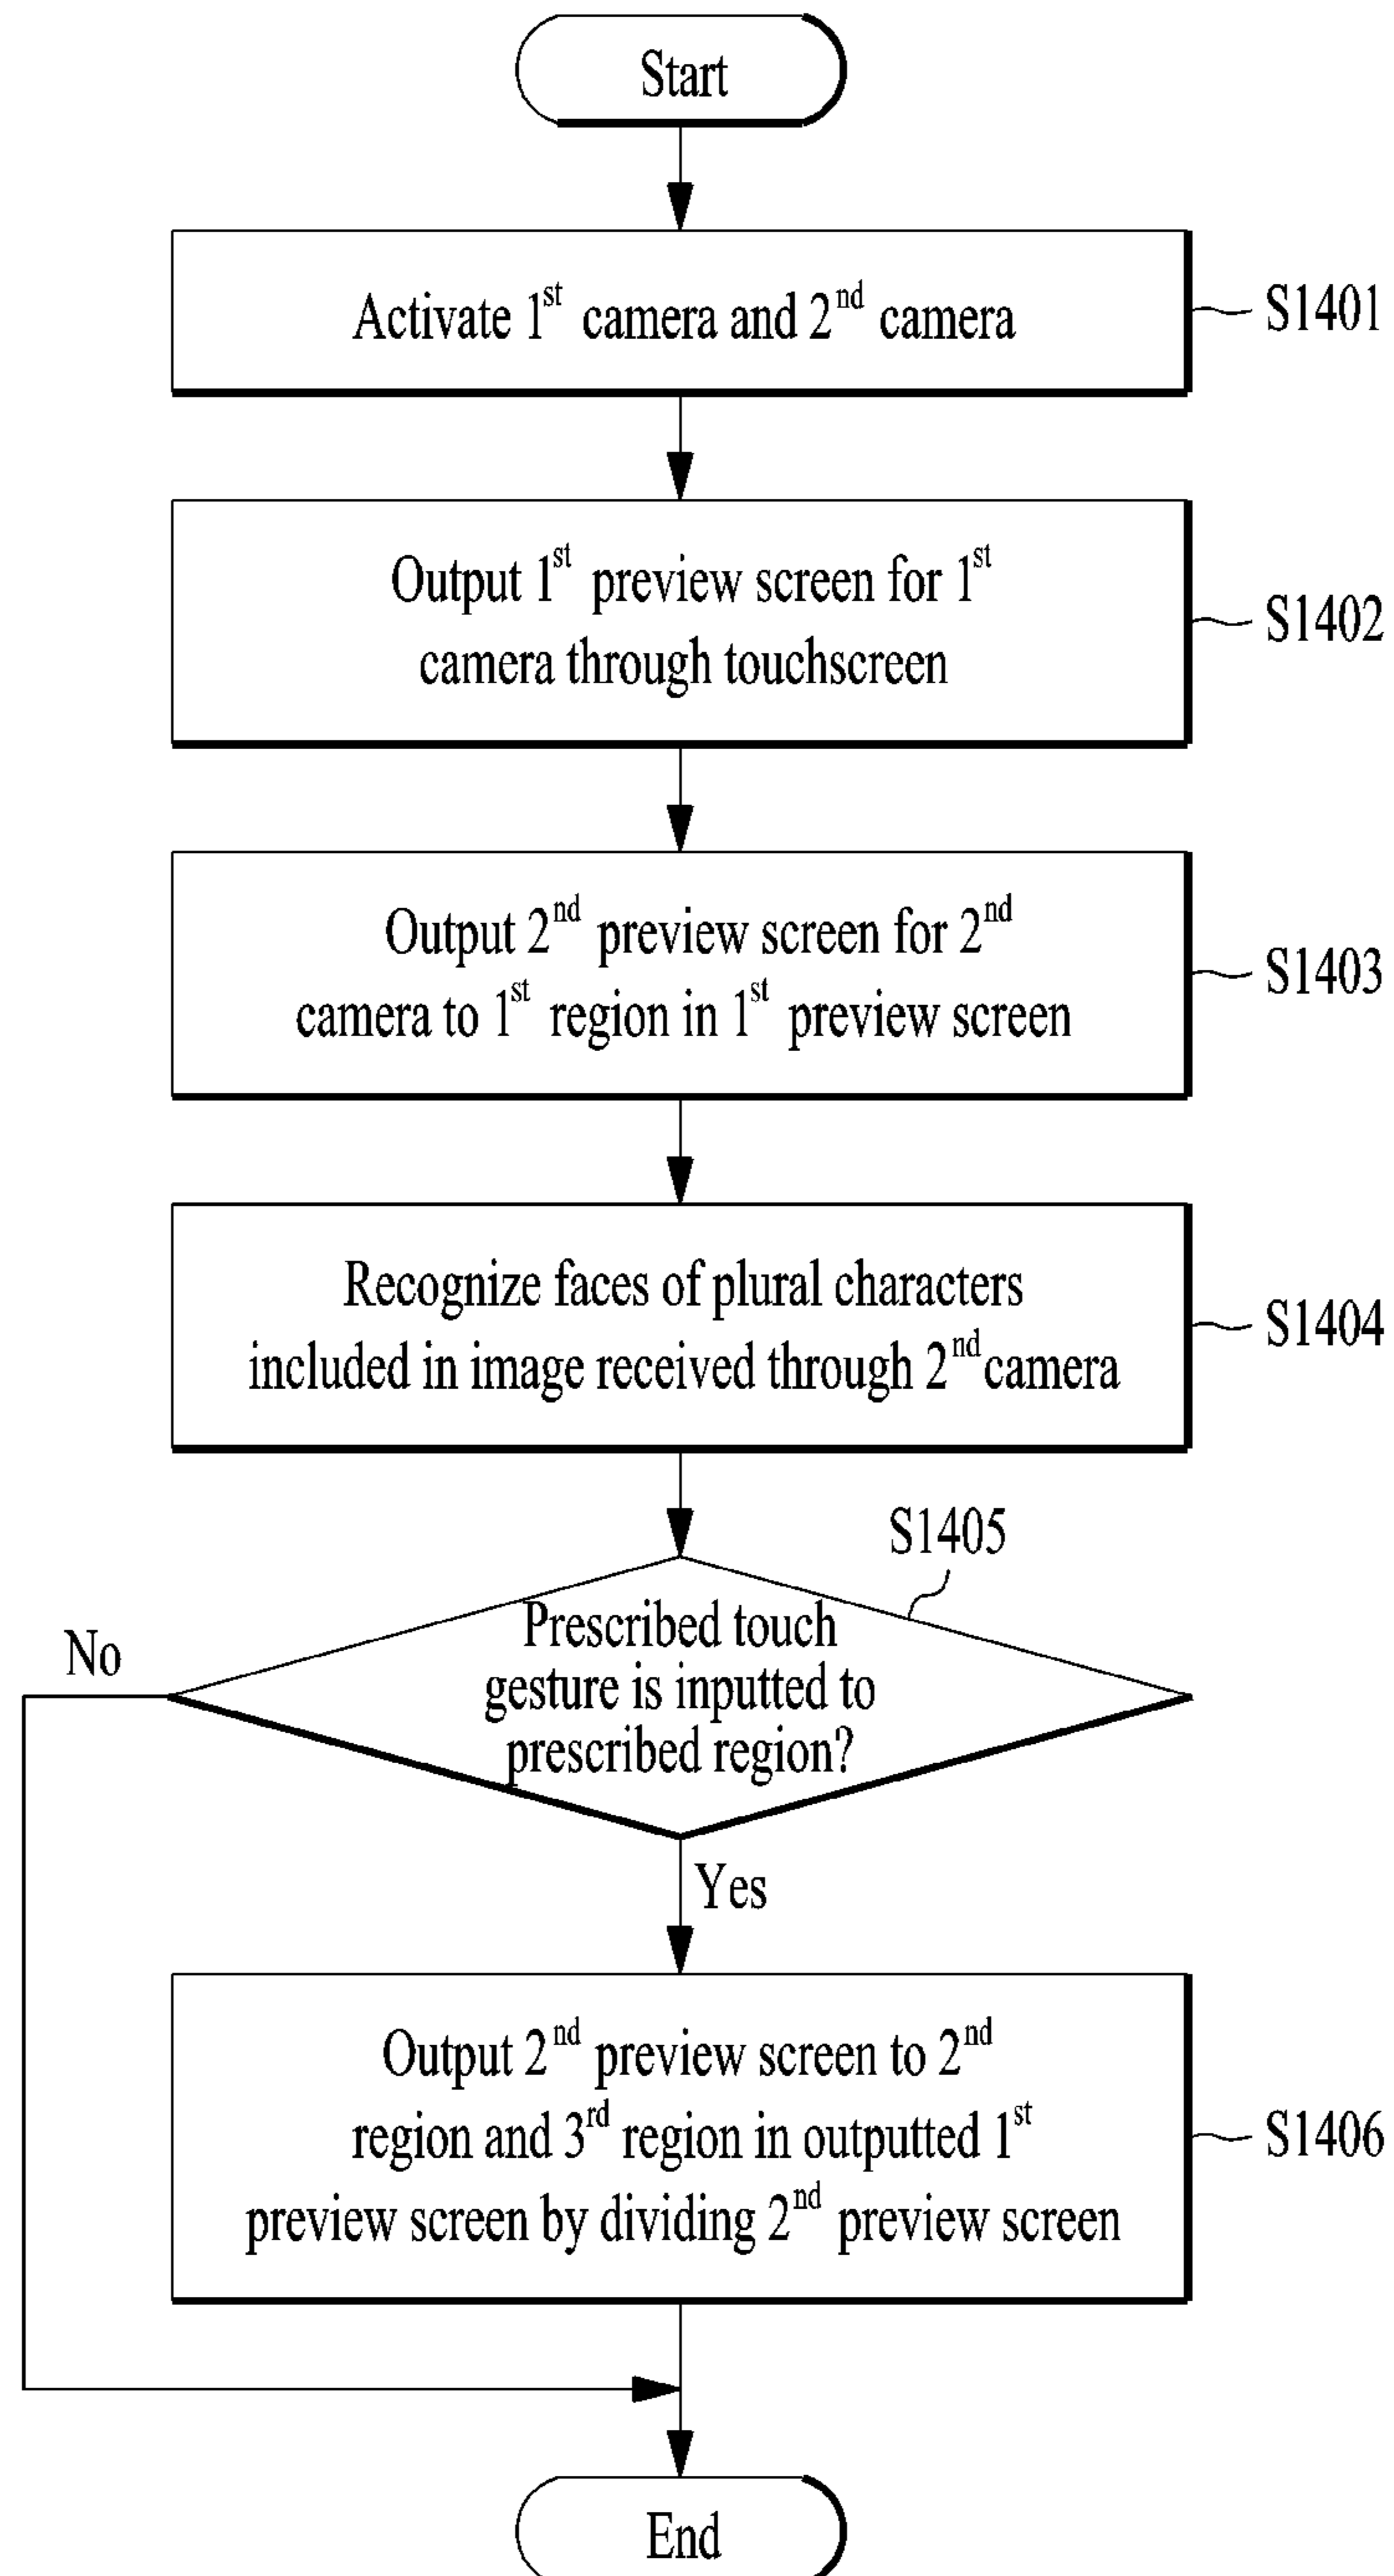 Start
Activate 1st camera and 2nd camera
S1401
Output 1st preview screen for 1st
camera through touchscreen
S1402
Output 2nd preview screen for 2nd
camera to 1st region in 1st preview screen
S1403
Recognize faces of plural characters
included in image received through 2nd camera
S1404
S1405
Prescribed touch
gesture is inputted to
prescribed region?
No
Yes
Output 2nd preview screen to 2nd
region and 3rd region in outputted 1st
preview screen by dividing 2nd preview screen
S1406
End